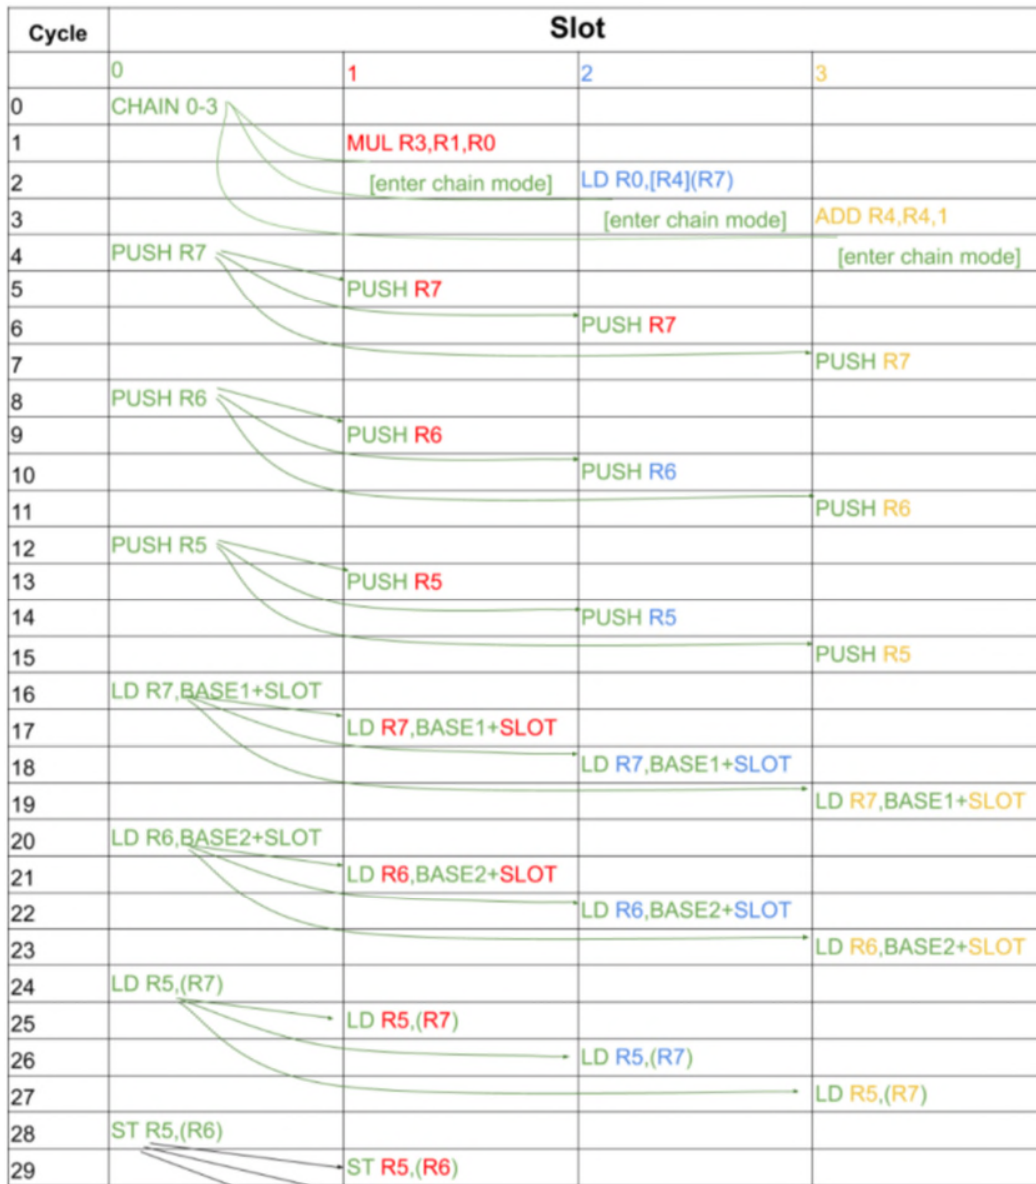 Cycle Slot
0 1 2 3
0 CHAIN 0-3
1 MUL R3,R1,R0
2 [enter chain mode] LD R0,[R4](R7)
3 [enter chain mode] ADD R4,R4,1
4 PUSH R7 [enter chain mode]
5 PUSH R7
6 PUSH R7
7 PUSH R7
8 PUSH R6
9 PUSH R6
10 PUSH R6
11 PUSH R6
12 PUSH R5
13 PUSH R5
14 PUSH R5
15 PUSH R5
16 LD R7,BASE1+SLOT
17 LD R7,BASE1+SLOT
18 LD R7,BASE1+SLOT
19 LD R7,BASE1+SLOT
20 LD R6,BASE2+SLOT
21 LD R6,BASE2+SLOT
22 LD R6,BASE2+SLOT
23 LD R6,BASE2+SLOT
24 LD R5,(R7)
25 LD R5,(R7)
26 LD R5,(R7)
27 LD R5,(R7)
28 ST R5,(R6)
29 ST R5,(R6)